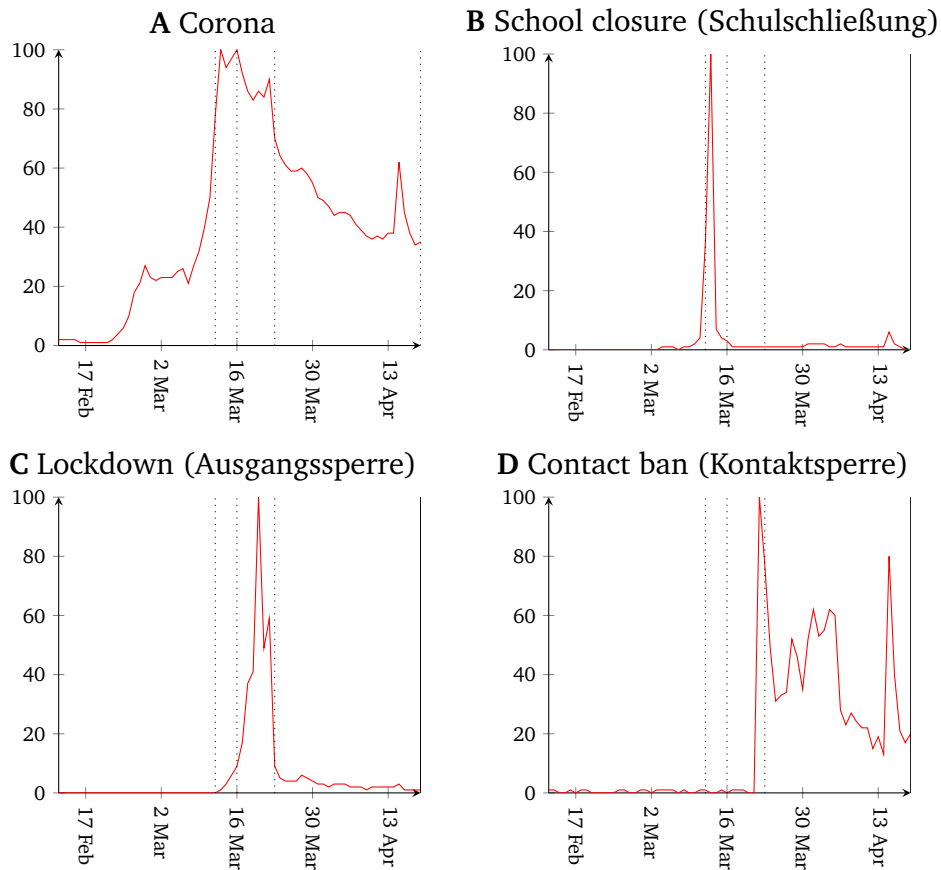 A Corona
100
80
60
40
20
0
17 Feb
2 Mar
16 Mar
30 Mar
13 Apr
B School closure (Schulschließung)
100
80
60
40
20
0
17 Feb
2 Mar
16 Mar
30 Mar
13 Apr
C Lockdown (Ausgangssperre)
100
80
60
40
20
0
17 Feb
2 Mar
16 Mar
30 Mar
13 Apr
D Contact ban (Kontaktsperre)
100
80
60
40
20
0
17 Feb
2 Mar
16 Mar
30 Mar
13 Apr